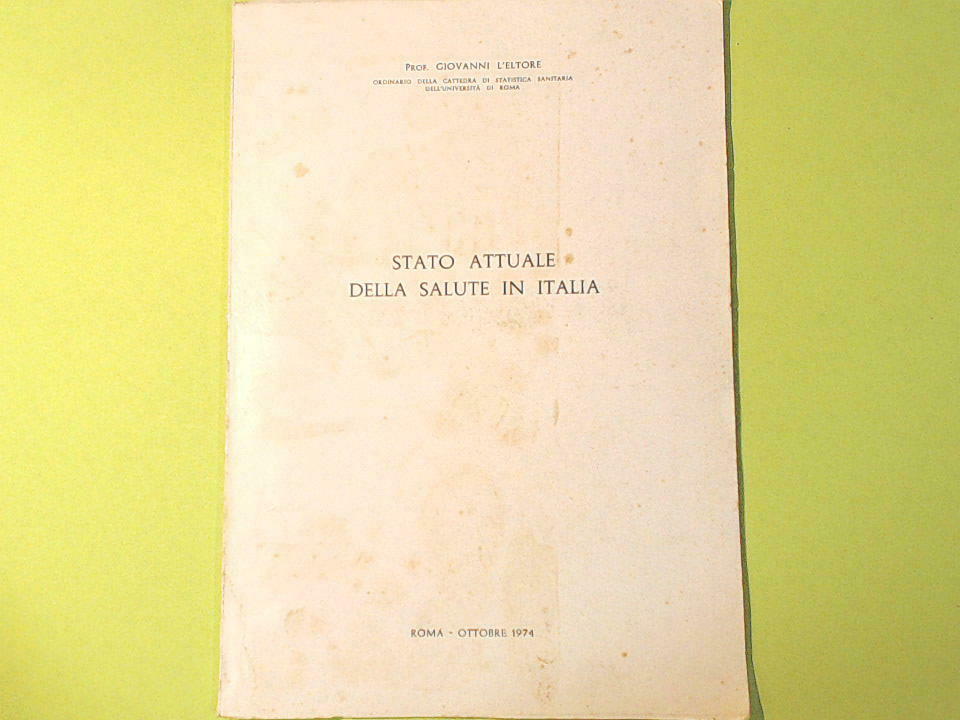 PROF. GIOVANNI L'ELTORE
ORDINARIO DELLA CATTEDRA DI STATISTICA SANITARIA
DELL'UNIVERSITÀ DI ROMA
STATO ATTUALE
DELLA SALUTE IN ITALIA
ROMA - OTTOBRE 1974